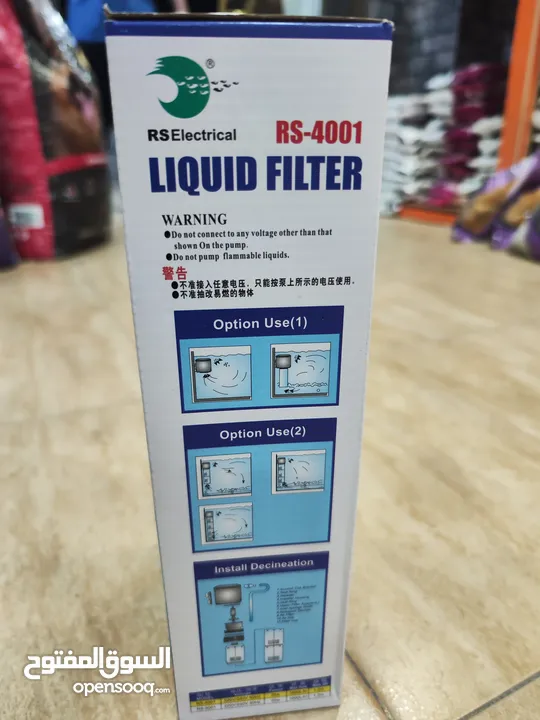 ®
RSElectrical
RS-4001
LIQUID FILTER
WARNING
●Do not connect to any voltage other than that
shown On the pump.
●Do not pump flammable liquids.
警告
●不准接入任意电压，只能按泵上所示的电压使用。
●不准抽改易燃的物体
Option Use(1)
Option Use(2)
Install Decineation
السوق المفتوح
opensooq.com